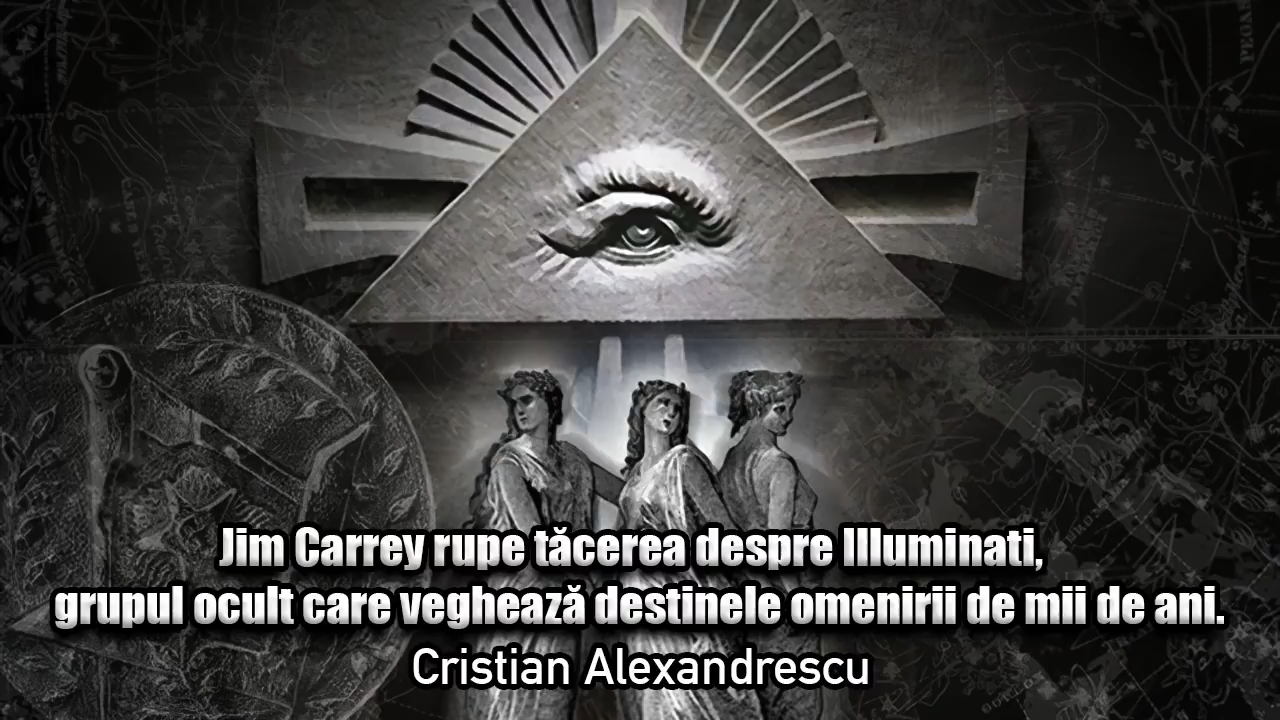 Jim Carrey rupe tăcerea despre Illuminati,
grupul ocult care veghează destinele omenirii de mii de ani.
Cristian Alexandrescu